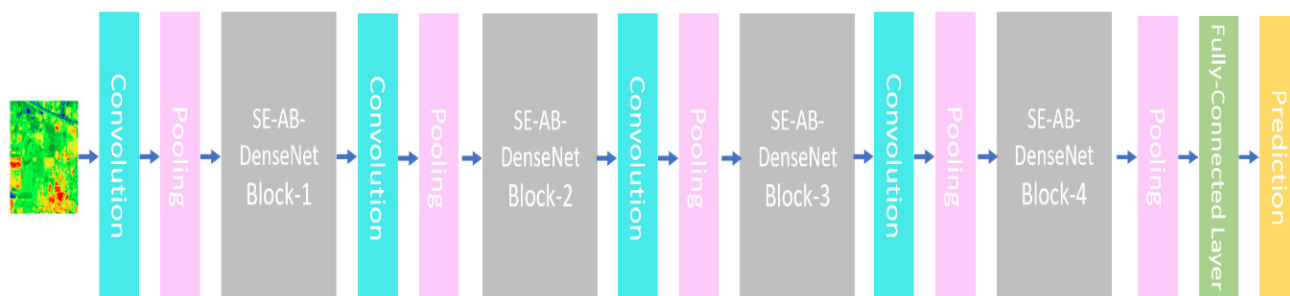 Convolution
Pooling
SE-AB-
DenseNet
Block-1
Convolution
Pooling
SE-AB-
DenseNet
Block-2
Convolution
Pooling
SE-AB-
DenseNet
Block-3
Convolution
Pooling
SE-AB-
DenseNet
Block-4
Pooling
Fully-Connected Layer
Prediction